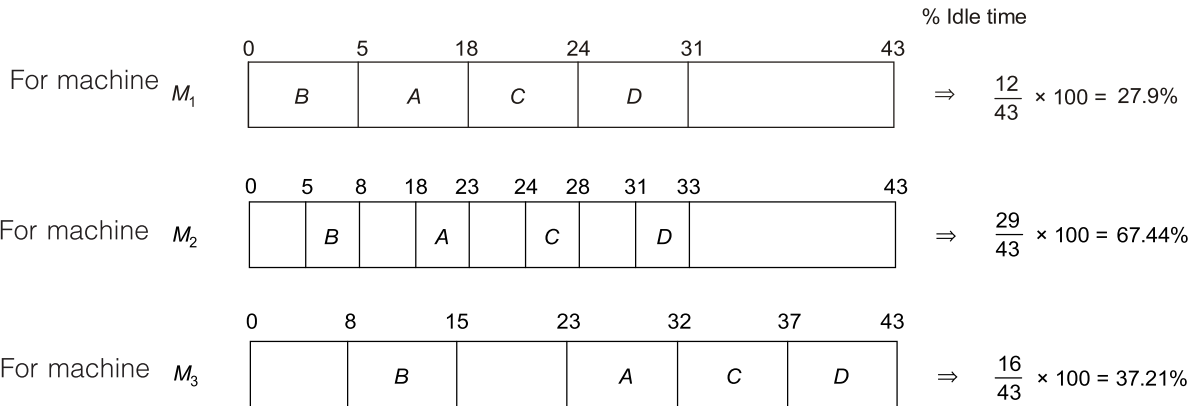 % Idle time
0 5 18 24 31 43
For machine M1 B A C D ⇒ 12/43 × 100 = 27.9%
0 5 8 18 23 24 28 31 33 43
For machine M2 B A C D ⇒ 29/43 × 100 = 67.44%
0 8 15 23 32 37 43
For machine M3 B A C D ⇒ 16/43 × 100 = 37.21%